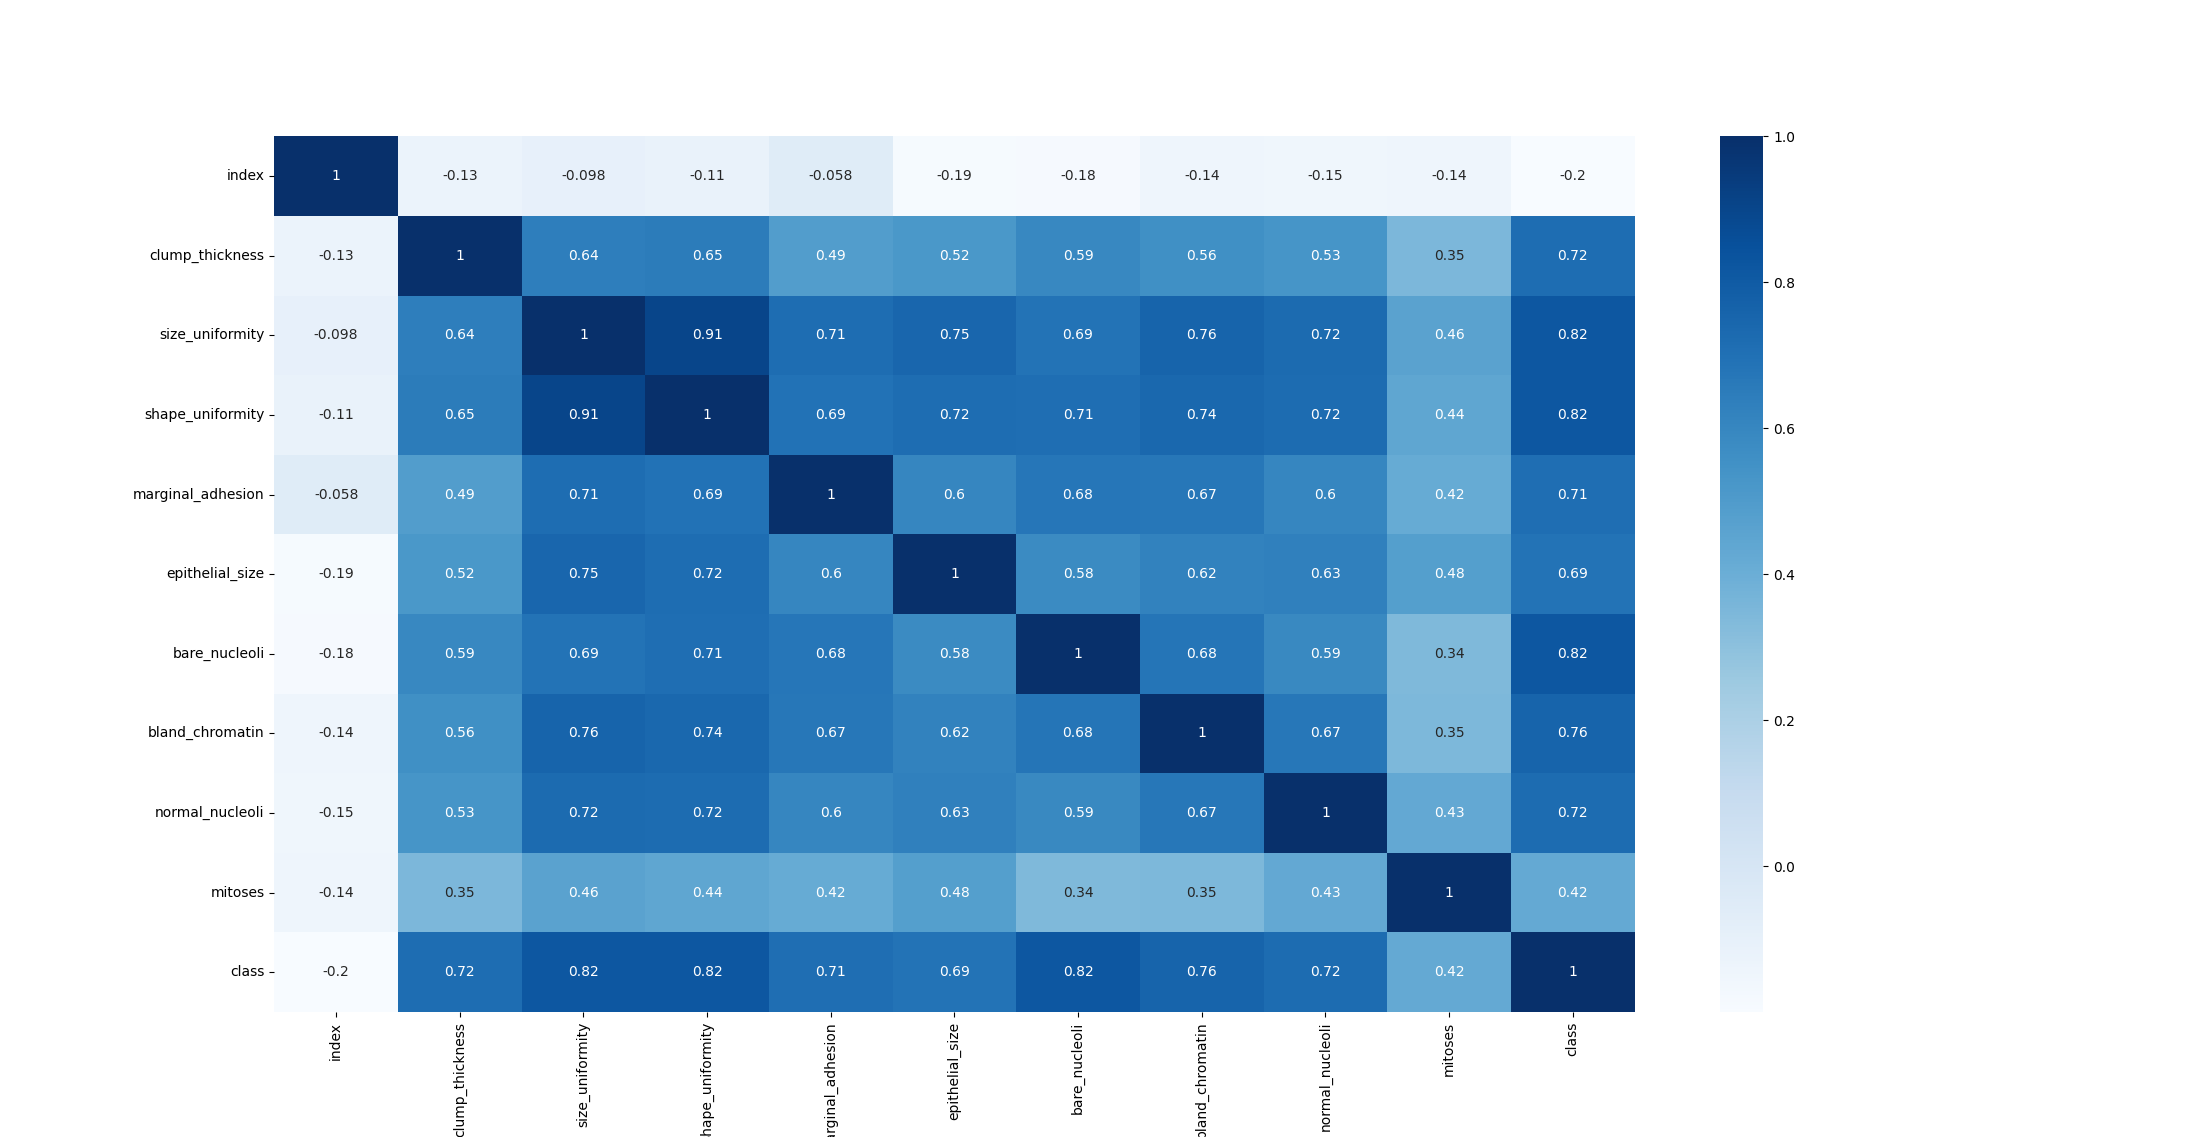 index 1 -0.13 -0.098 -0.11 -0.058 -0.19 -0.18 -0.14 -0.15 -0.14 -0.2
clump_thickness -0.13 1 0.64 0.65 0.49 0.52 0.59 0.56 0.53 0.35 0.72
size_uniformity -0.098 0.64 1 0.91 0.71 0.75 0.69 0.76 0.72 0.46 0.82
shape_uniformity -0.11 0.65 0.91 1 0.69 0.72 0.71 0.74 0.72 0.44 0.82
marginal_adhesion -0.058 0.49 0.71 0.69 1 0.6 0.68 0.67 0.6 0.42 0.71
epithelial_size -0.19 0.52 0.75 0.72 0.6 1 0.58 0.62 0.63 0.48 0.69
bare_nucleoli -0.18 0.59 0.69 0.71 0.68 0.58 1 0.68 0.59 0.34 0.82
bland_chromatin -0.14 0.56 0.76 0.74 0.67 0.62 0.68 1 0.67 0.35 0.76
normal_nucleoli -0.15 0.53 0.72 0.72 0.6 0.63 0.59 0.67 1 0.43 0.72
mitoses -0.14 0.35 0.46 0.44 0.42 0.48 0.34 0.35 0.43 1 0.42
class -0.2 0.72 0.82 0.82 0.71 0.69 0.82 0.76 0.72 0.42 1
index
clump_thickness
size_uniformity
hape_uniformity
arginal_adhesion
epithelial_size
bare_nucleoli
bland_chromatin
normal_nucleoli
mitoses
class
1.0
0.8
0.6
0.4
0.2
0.0